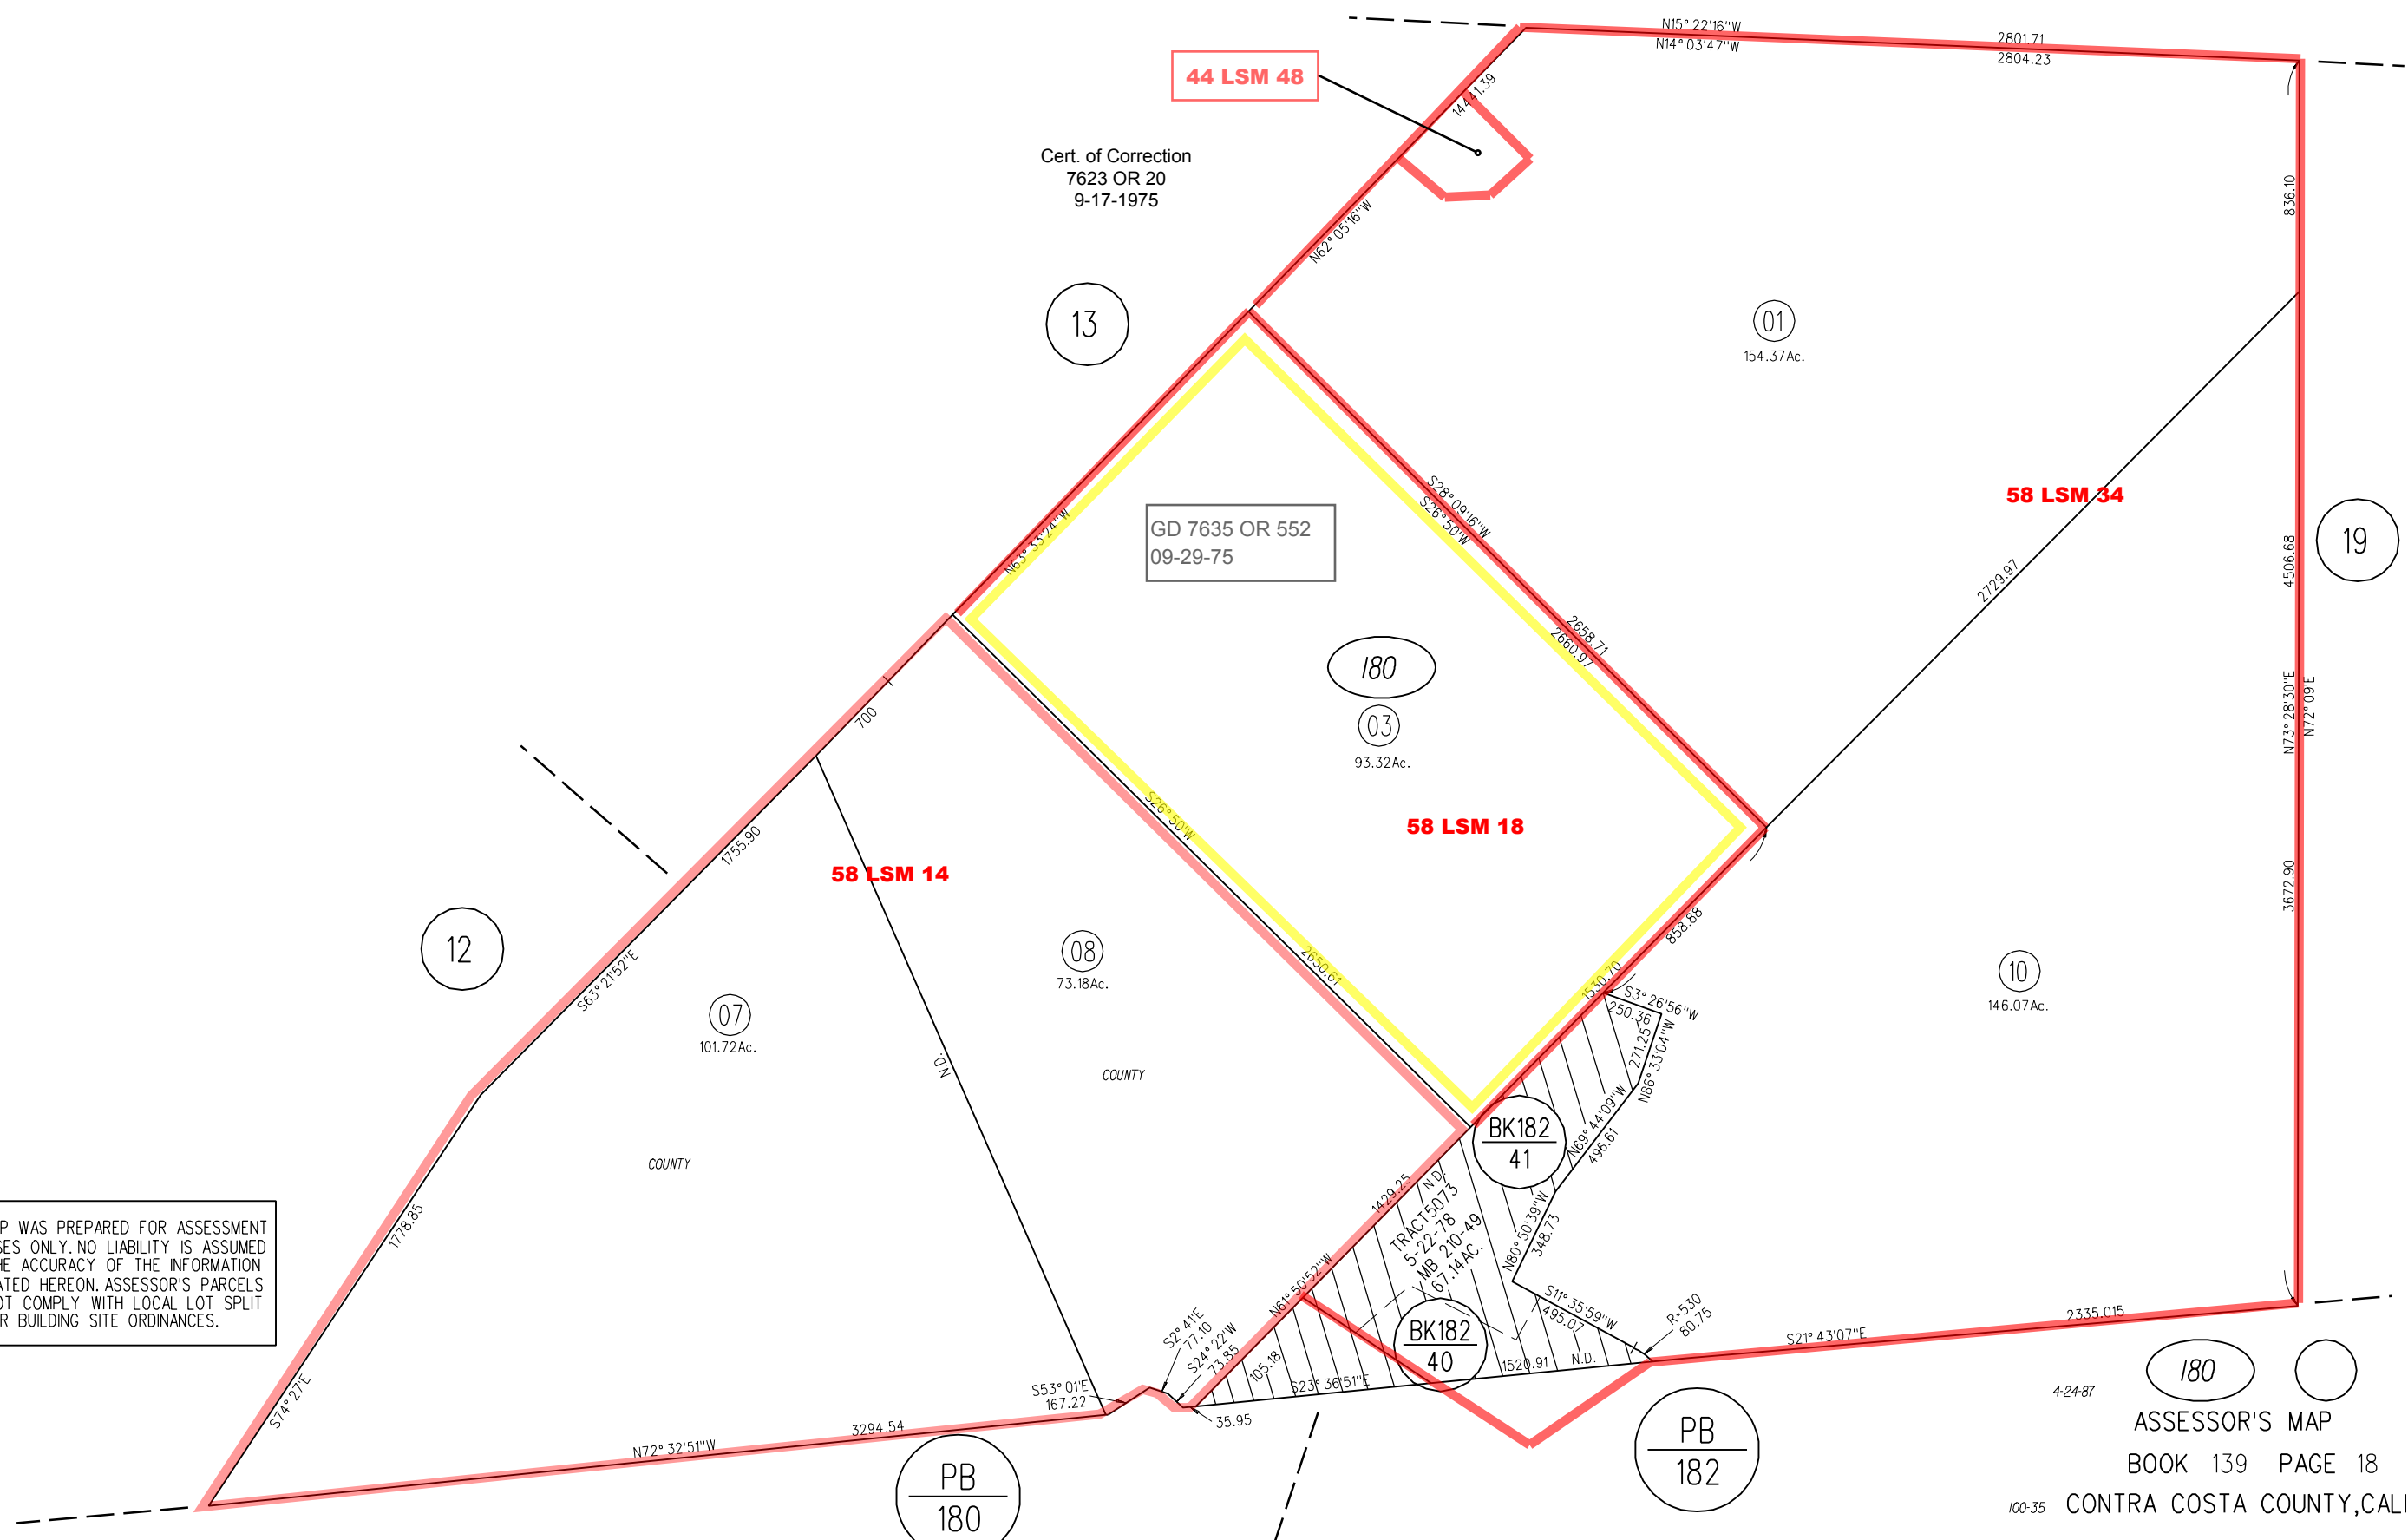 N15° 22'16"W
N14° 03'47"W
2801.71
2804.23
44 LSM 48
14441.39
Cert. of Correction
7623 OR 20
9-17-1975
836.10
N62° 05'16"W
13
01
154.37Ac.
S28° 09'16"W
S26° 50'W
58 LSM 34
GD 7635 OR 552
09-29-75
N63° 33'24"W
19
4506.68
2729.97
2658.71
2660.97
180
03
93.32Ac.
N73° 28'30"E
N72° 09'E
700
S26° 50'W
58 LSM 18
1755.90
58 LSM 14
3672.90
858.88
12
08
73.18Ac.
2650.61
S63° 21'52"E
1530.70
S3° 26'56"W
250.36
10
146.07Ac.
07
101.72Ac.
271.25
N86° 33'04"W
N.D.
COUNTY
BK182
41
N69° 44'09"W
496.61
COUNTY
1429.25
N.D.
TRACT 5073
5-22-78
MB 210-49
67.14AC.
N80° 50'39"W
348.73
1778.85
P WAS PREPARED FOR ASSESSMENT
SES ONLY. NO LIABILITY IS ASSUMED
HE ACCURACY OF THE INFORMATION
ATED HEREON. ASSESSOR'S PARCELS
OT COMPLY WITH LOCAL LOT SPLIT
R BUILDING SITE ORDINANCES.
N61° 50'52"W
S2° 41'E
77.10
S24° 22'W
73.85
105.18
BK182
40
S11° 35'59"W
495.07
R=530
80.75
S21° 43'07"E
2335.015
1520.91
N.D.
S23° 36'51"E
S53° 01'E
167.22
35.95
S74° 27'E
N72° 32'51"W
3294.54
PB
180
PB
182
4-24-87
180
ASSESSOR'S MAP
BOOK 139 PAGE 18
100-35 CONTRA COSTA COUNTY,CALI